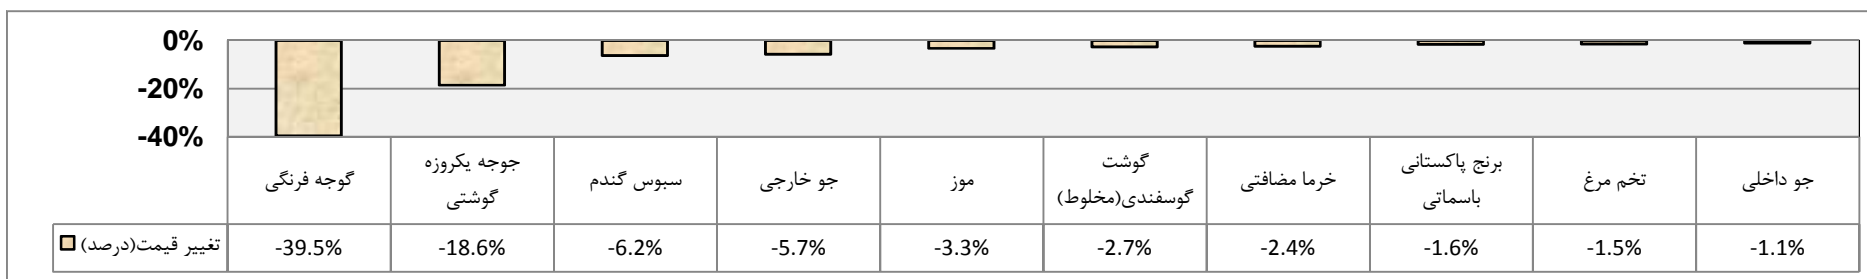 0%
-20%
-40%
گوجه فرنگی
جوجه یکروزه
گوشتی
سبوس گندم
جو خارجی
موز
گوشت
گوسفندی(مخلوط)
خرما مضافتی
برنج پاکستانی
باسماتی
تخم مرغ
جو داخلی
تغییر قیمت(درصد)
-39.5%
-18.6%
-6.2%
-5.7%
-3.3%
-2.7%
-2.4%
-1.6%
-1.5%
-1.1%